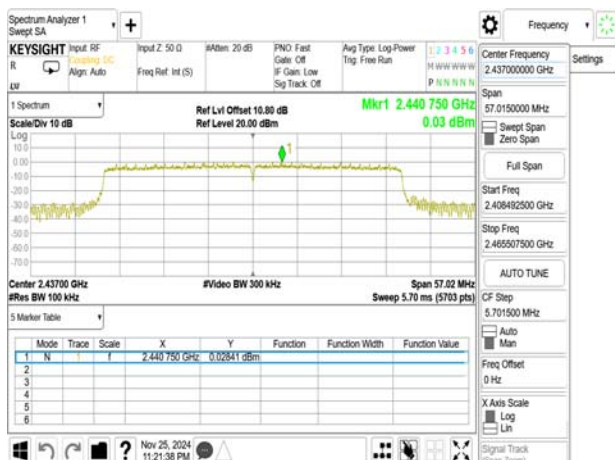 Spectrum Analyzer 1
Swept SA
+
Frequency
KEYSIGHT
R
Input: RF
Coupling: DC
Align: Auto
Input Z: 50 Ω
Freq Ref: Int (S)
#Atten: 20 dB
PNO: Fast
Gate: Off
IF Gain: Low
Sig Track: Off
Avg Type: Log-Power
Trig: Free Run
1 2 3 4 5 6
M W W W W W
P N N N N N
1 Spectrum
Scale/Div 10 dB
Ref Lvl Offset 10.80 dB
Ref Level 20.00 dBm
Mkr1 2.440 750 GHz
0.03 dBm
Log
10.0
0.00
-10.0
-20.0
-30.0
-40.0
-50.0
-60.0
-70.0
1
Center 2.43700 GHz
#Res BW 100 kHz
#Video BW 300 kHz
Span 57.02 MHz
Sweep 5.70 ms (5703 pts)
5 Marker Table
Mode Trace Scale X Y Function Function Width Function Value
1 N 1 f 2.440 750 GHz 0.02841 dBm
2
3
4
5
6
Nov 25, 2024
11:21:38 PM
Center Frequency
2.437000000 GHz
Settings
Span
57.0150000 MHz
Swept Span
Zero Span
Full Span
Start Freq
2.408492500 GHz
Stop Freq
2.465507500 GHz
AUTO TUNE
CF Step
5.701500 MHz
Auto
Man
Freq Offset
0 Hz
X Axis Scale
Log
Lin
Signal Track